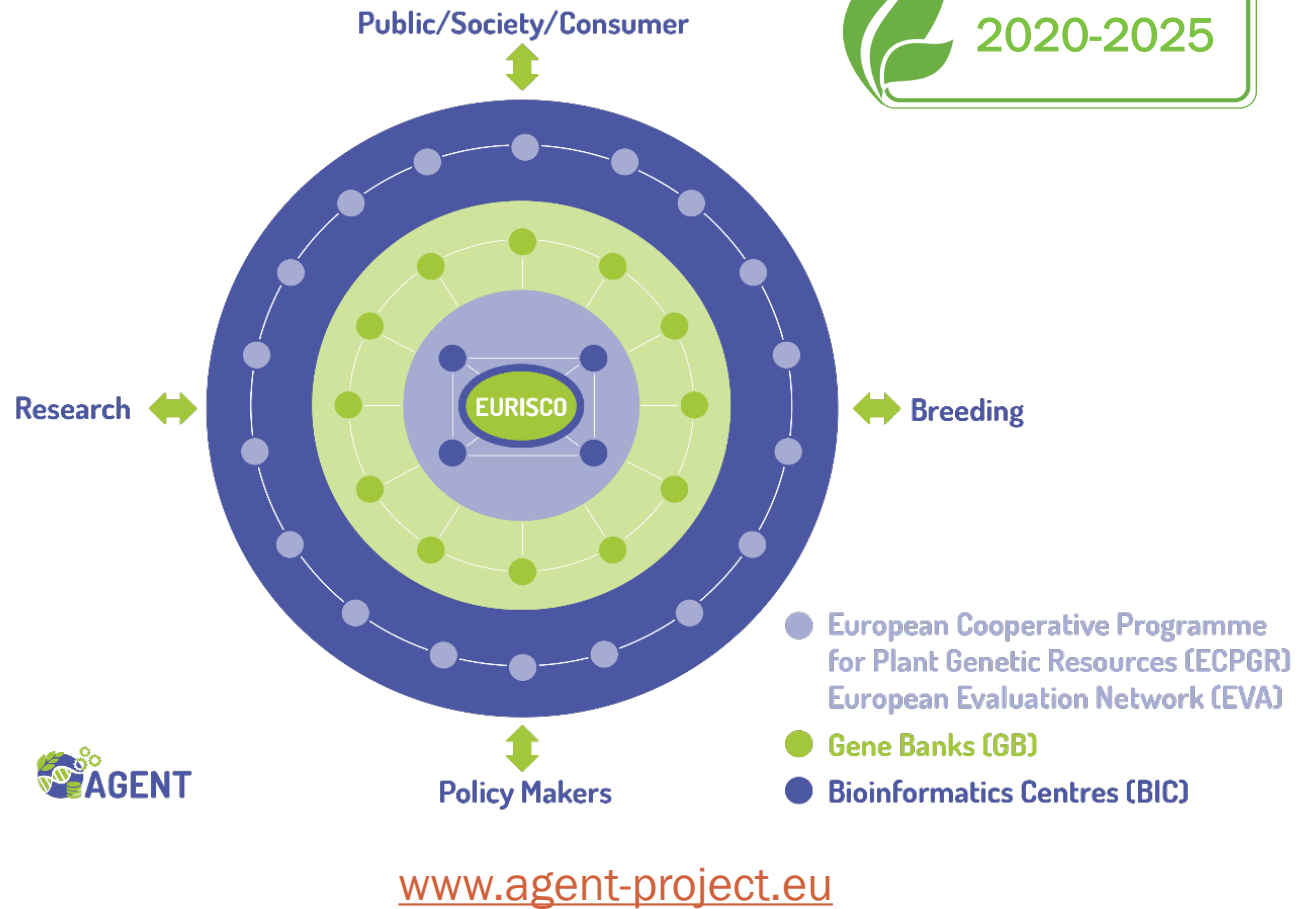 Public/Society/Consumer
2020-2025
EURISCO
Research
Breeding
European Cooperative Programme
for Plant Genetic Resources (ECPGR)
European Evaluation Network (EVA)
Gene Banks (GB)
AGENT
Policy Makers
Bioinformatics Centres (BIC)
www.agent-project.eu